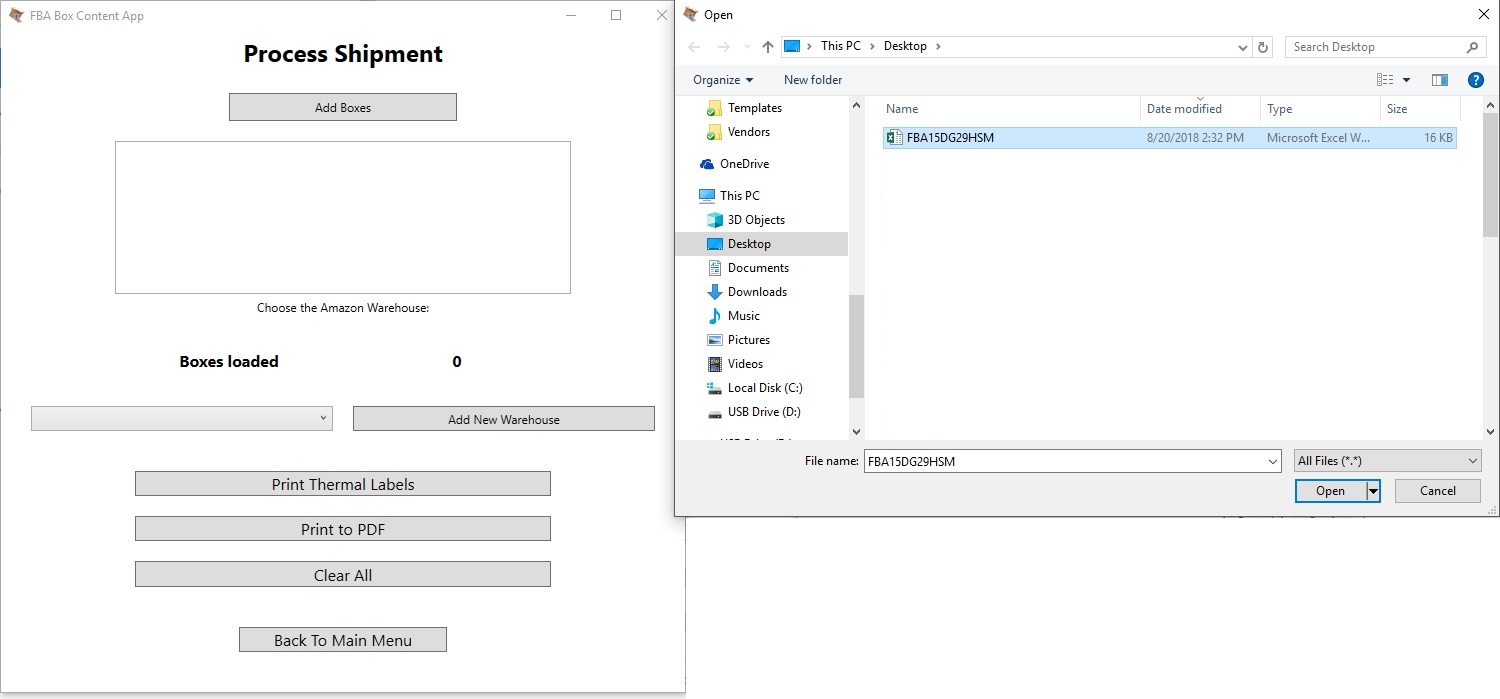 FBA Box Content App
Process Shipment
Add Boxes
Choose the Amazon Warehouse:
Boxes loaded 0
Add New Warehouse
Print Thermal Labels
Print to PDF
Clear All
Back To Main Menu
Open
This PC > Desktop >
Search Desktop
Organize New folder
Templates
Vendors
OneDrive
This PC
3D Objects
Desktop
Documents
Downloads
Music
Pictures
Videos
Local Disk (C:)
USB Drive (D:)
Name Date modified Type Size
FBA15DG29HSM 8/20/2018 2:32 PM Microsoft Excel W... 16 KB
File name: FBA15DG29HSM All Files (*.*)
Open Cancel